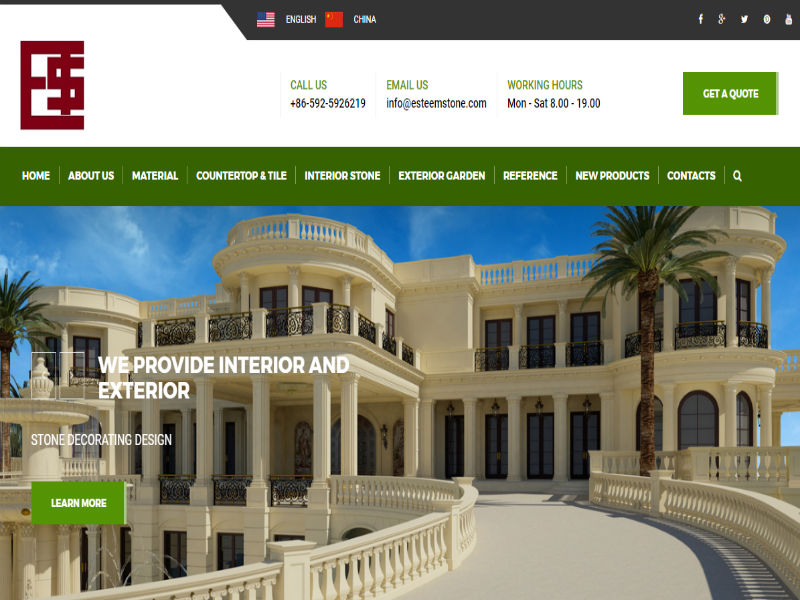 ENGLISH CHINA
ES
CALL US EMAIL US WORKING HOURS
+86-592-5926219 info@esteemstone.com Mon - Sat 8.00 - 19.00
GET A QUOTE
HOME ABOUT US MATERIAL COUNTERTOP & TILE INTERIOR STONE EXTERIOR GARDEN REFERENCE NEW PRODUCTS CONTACTS
WE PROVIDE INTERIOR AND
EXTERIOR
STONE DECORATING DESIGN
LEARN MORE